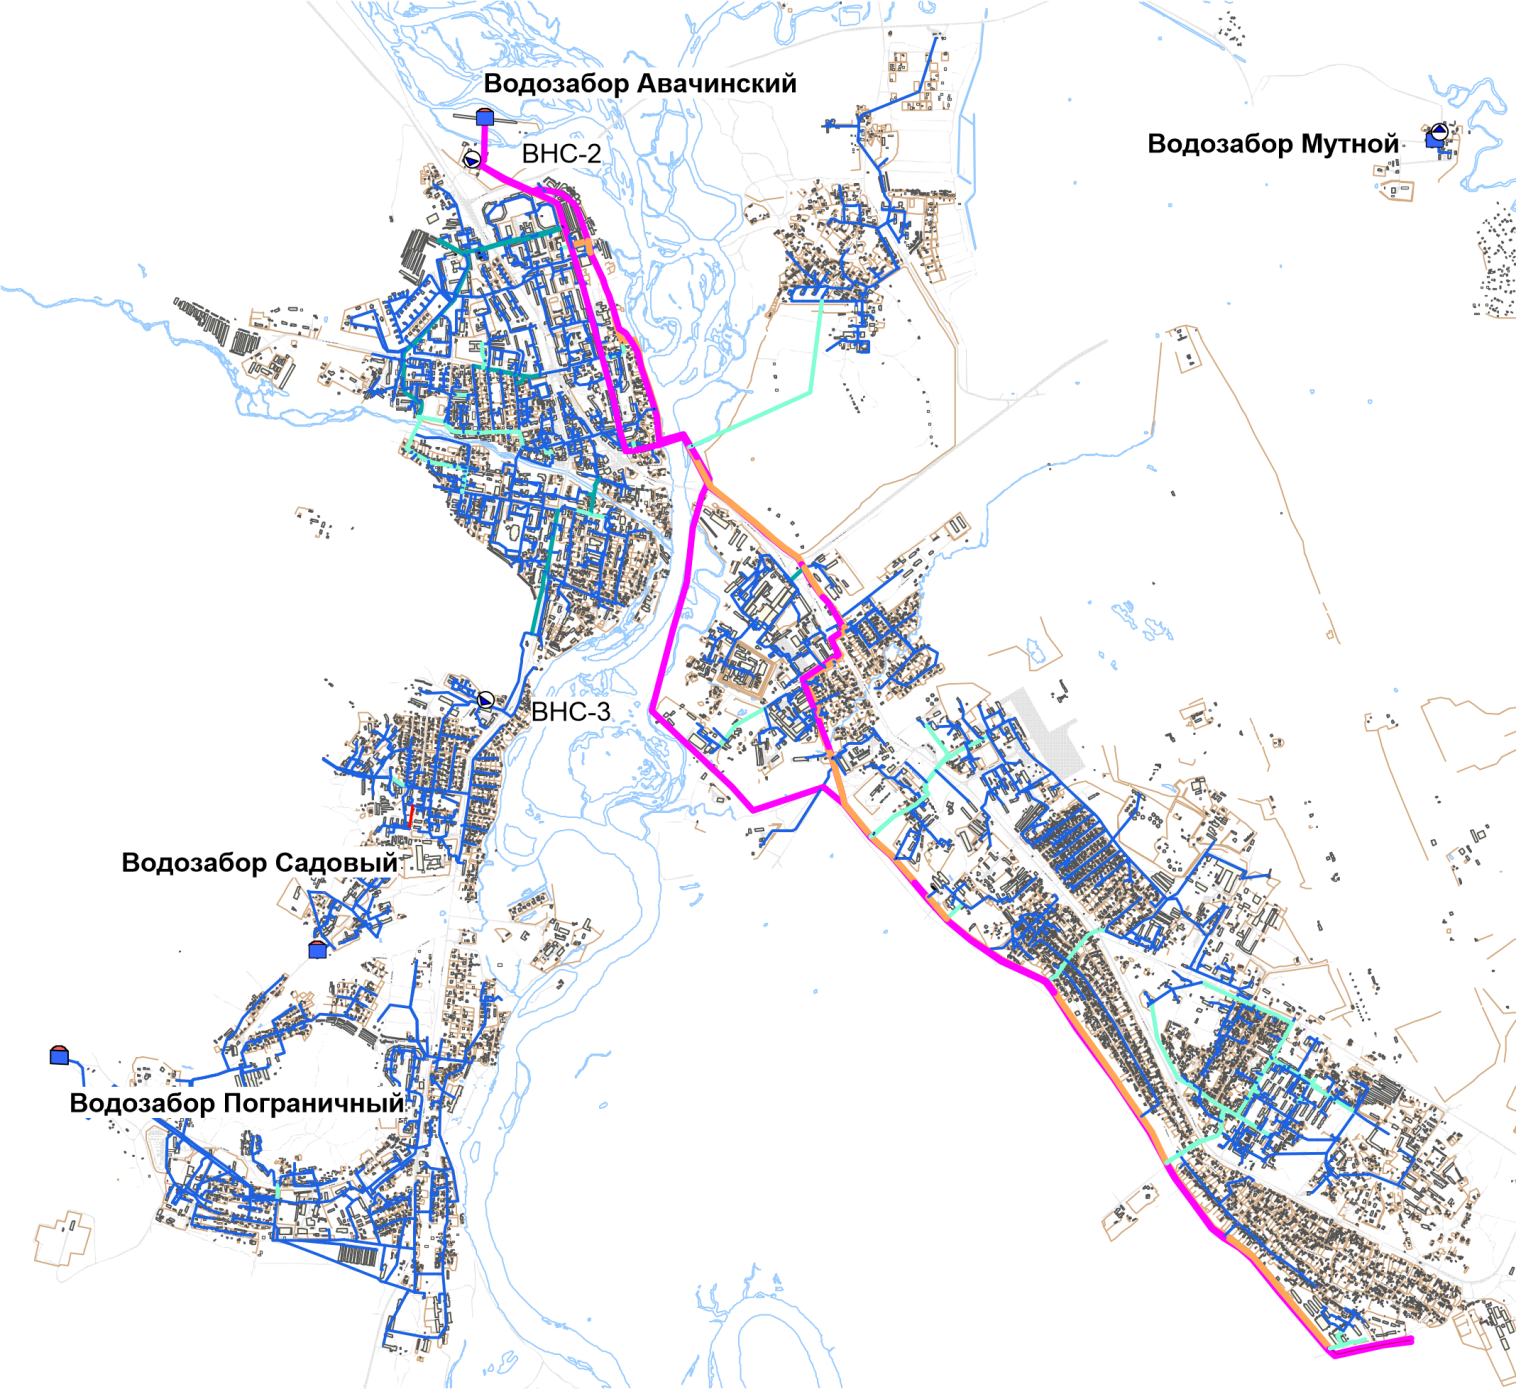 Водозабор Авачинский
Водозабор Мутной
ВНС-2
ВНС-3
Водозабор Садовый
Водозабор Пограничный